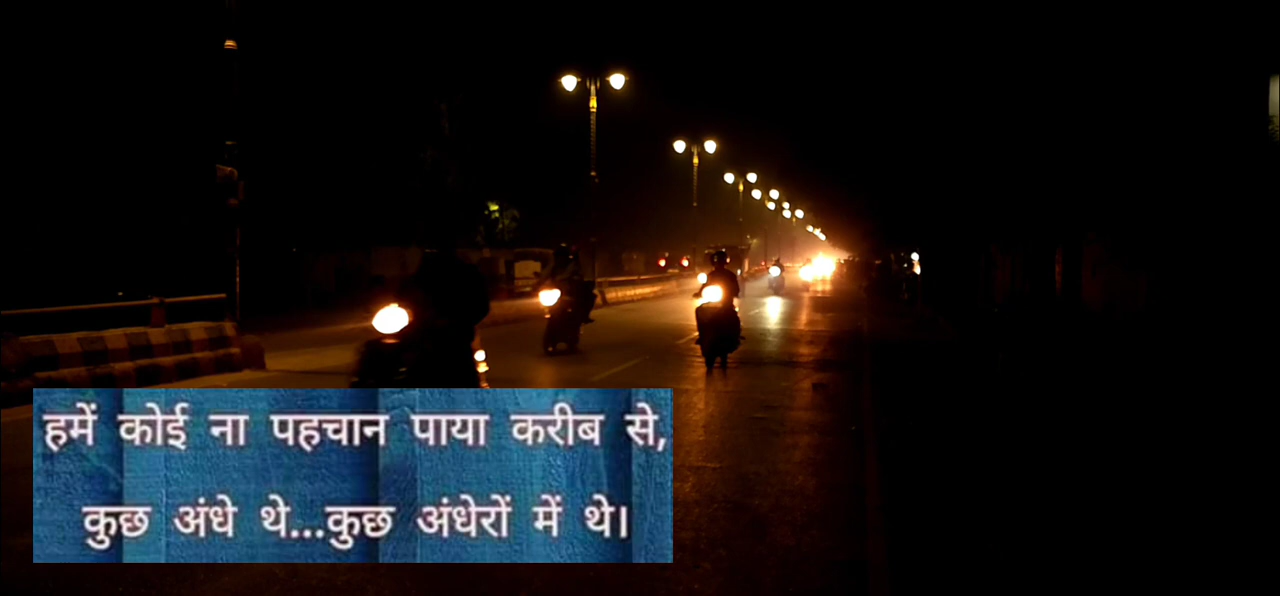 हमें कोई ना पहचान पाया करीब से,
कुछ अंधे थे...कुछ अंधेरों में थे।